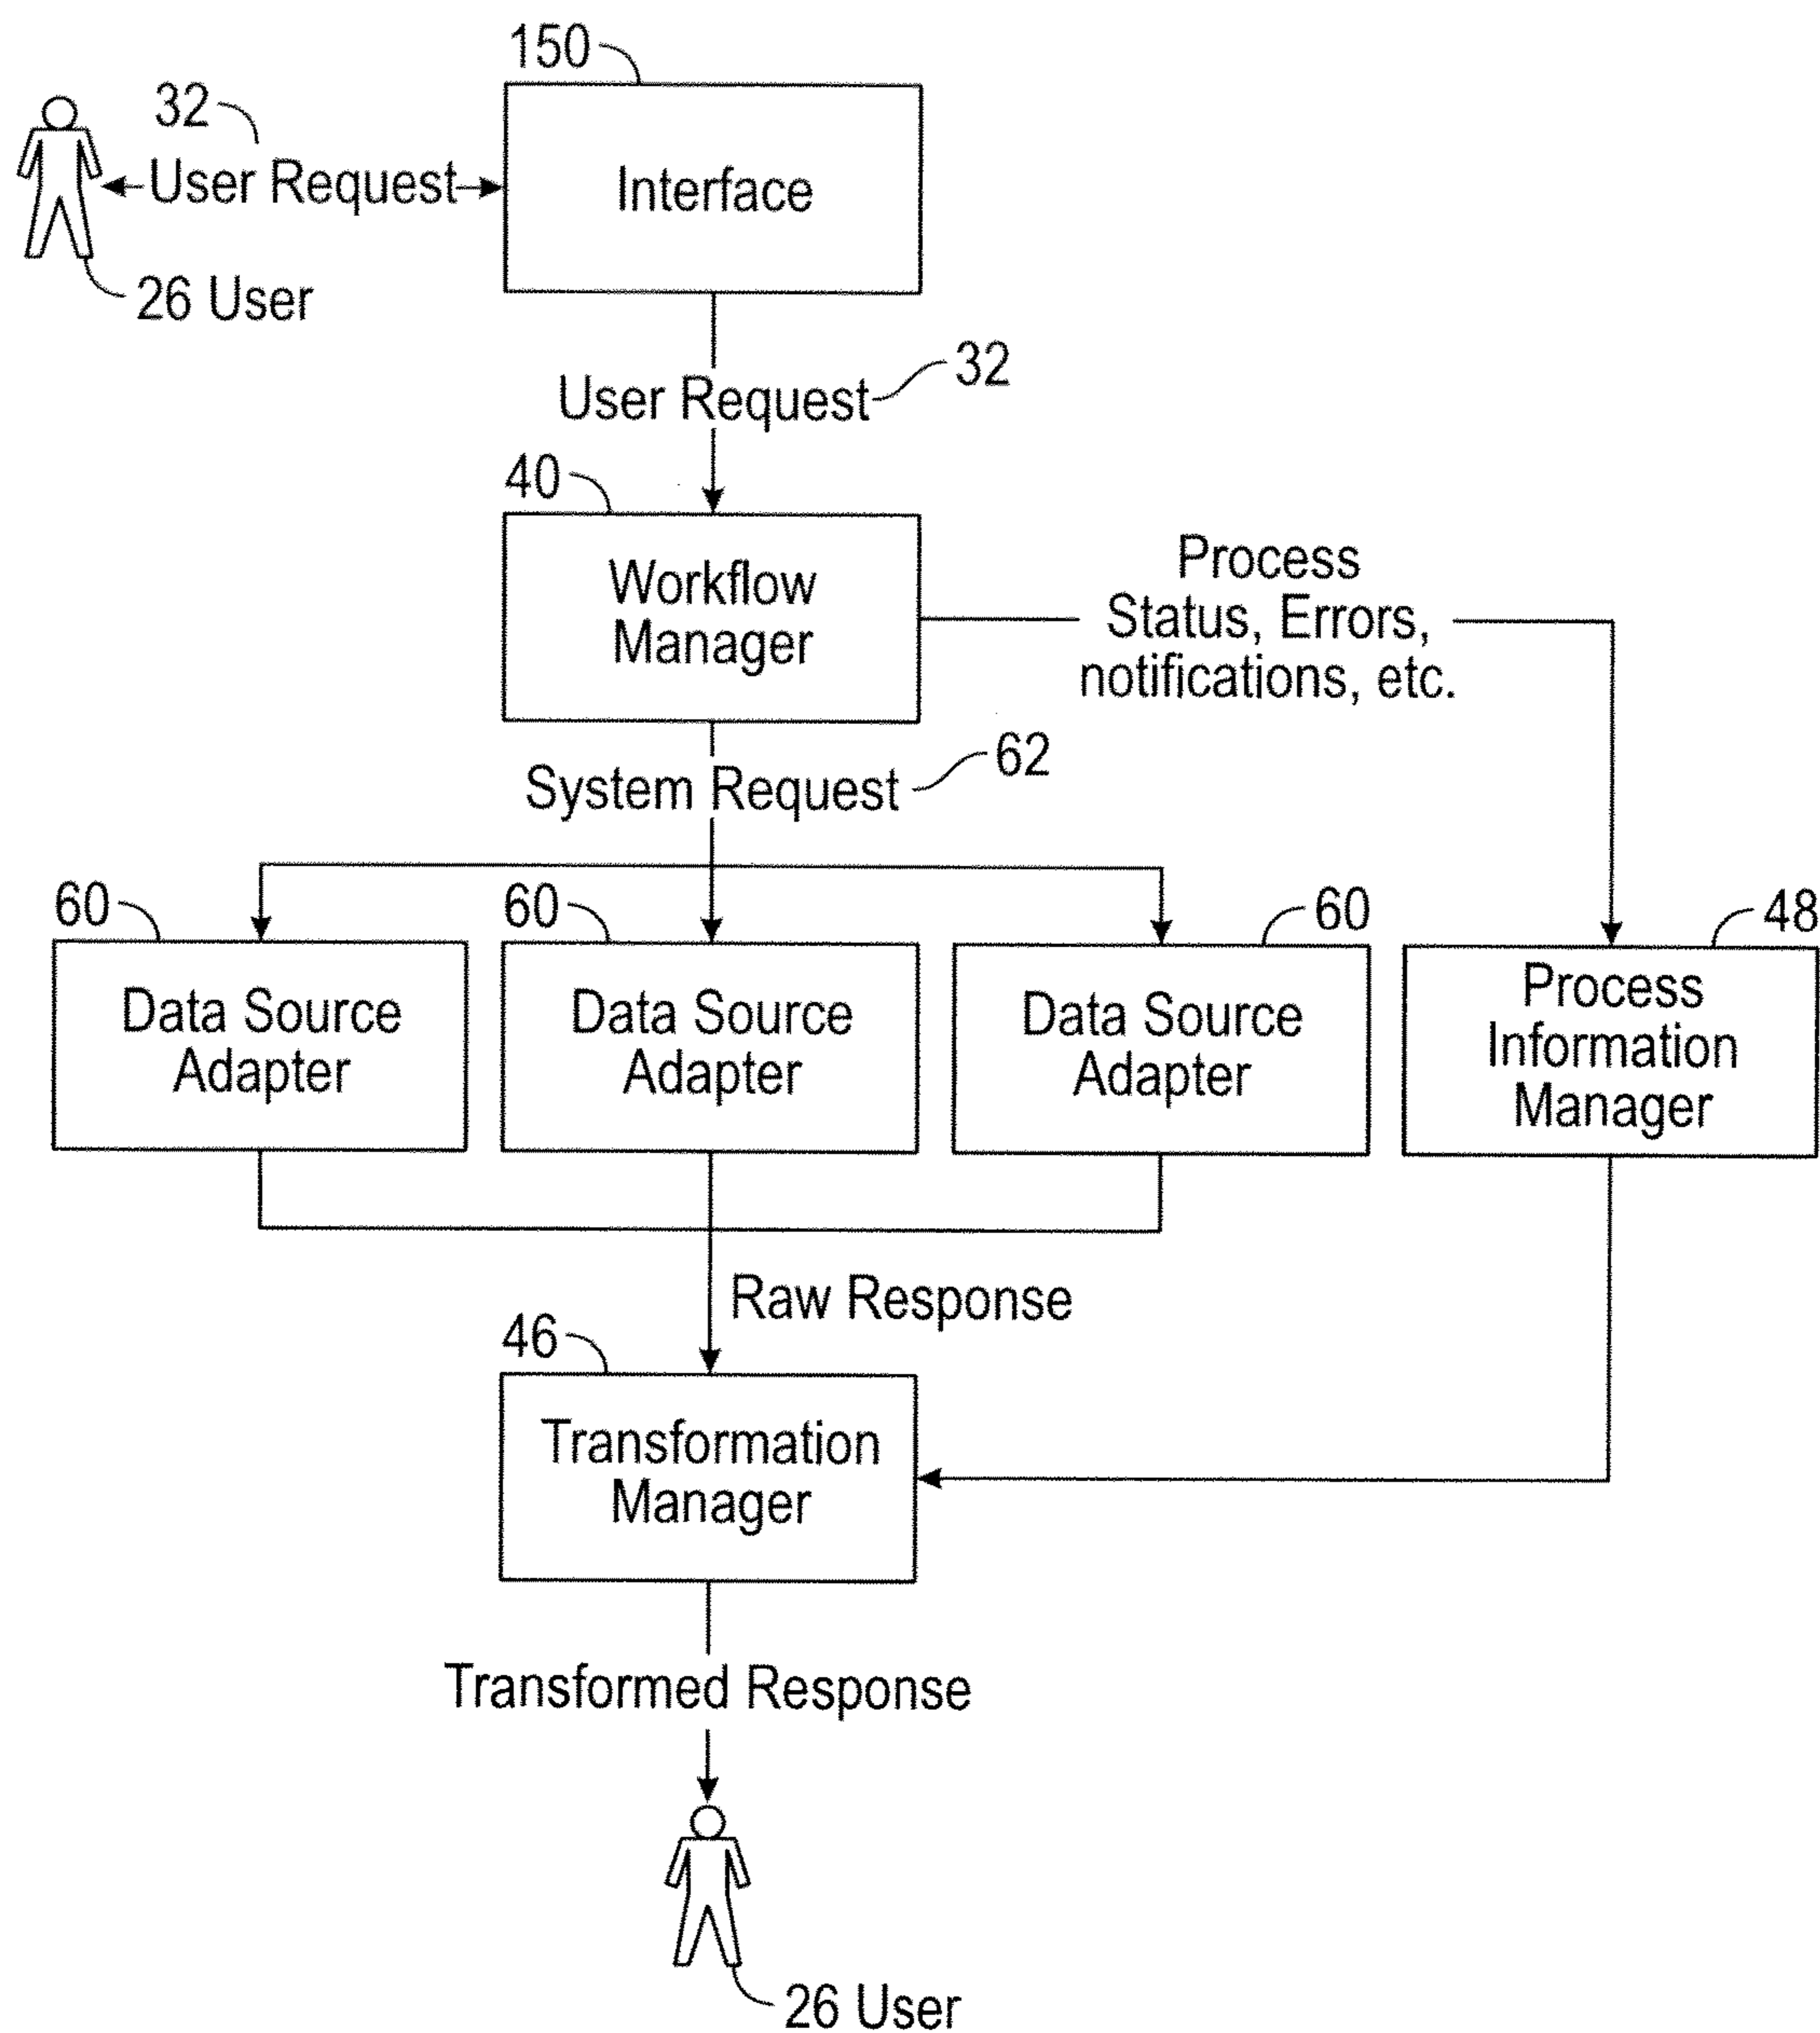 150
32
User Request
Interface
26 User
32
User Request
40
Workflow
Manager
Process
Status, Errors,
notifications, etc.
62
System Request
60
60
60
48
Data Source
Adapter
Data Source
Adapter
Data Source
Adapter
Process
Information
Manager
Raw Response
46
Transformation
Manager
Transformed Response
26 User